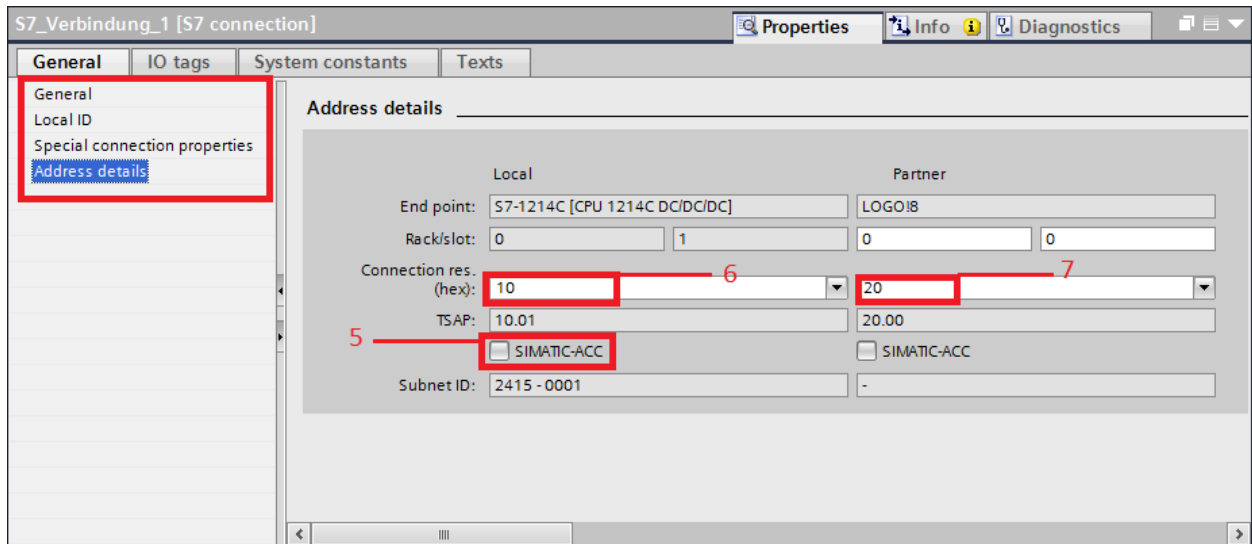 S7_Verbindung_1 [S7 connection]
Properties
Info
Diagnostics
General
IO tags
System constants
Texts
General
Local ID
Special connection properties
Address details
Address details
Local Partner
End point: S7-1214C [CPU 1214C DC/DC/DC] LOGO!8
Rack/slot: 0 1 0 0
Connection res.
(hex): 10 6 20 7
TSAP: 10.01 20.00
5 SIMATIC-ACC SIMATIC-ACC
Subnet ID: 2415 - 0001 -